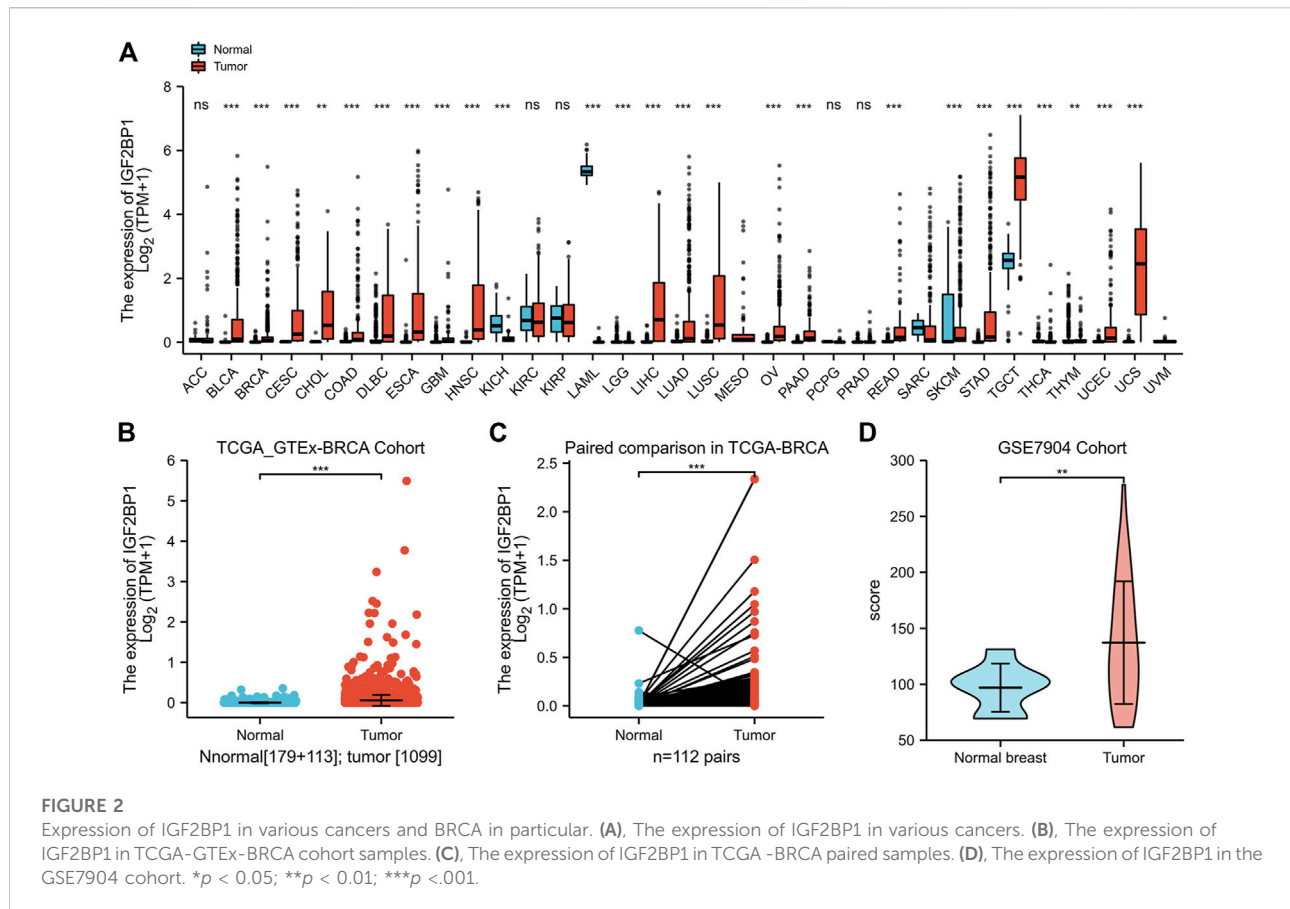 A
Normal
Tumor
The expression of IGF2BP1
Log2 (TPM+1)
8
6
4
2
0
ns *** *** *** ** *** *** *** *** *** *** ns ns *** *** *** *** *** *** *** ns ns *** *** *** *** *** ** *** ***
ACC BLCA BRCA CESC CHOL COAD DLBC ESCA GBM HNSC KICH KIRC KIRP LAML LGG LIHC LUAD LUSC MESO OV PAAD PCPG PRAD READ SARC SKCM STAD TGCT THCA THYM UCEC UCS UVM
B
TCGA_GTEx-BRCA Cohort
***
The expression of IGF2BP1
Log2 (TPM+1)
6
5
4
3
2
1
0
Normal Tumor
Nnormal[179+113]; tumor [1099]
C
Paired comparison in TCGA-BRCA
***
The expression of IGF2BP1
Log2 (TPM+1)
2.5
2.0
1.5
1.0
0.5
0.0
Normal Tumor
n=112 pairs
D
GSE7904 Cohort
**
score
300
250
200
150
100
50
Normal breast Tumor
FIGURE 2
Expression of IGF2BP1 in various cancers and BRCA in particular. (A), The expression of IGF2BP1 in various cancers. (B), The expression of
IGF2BP1 in TCGA-GTEx-BRCA cohort samples. (C), The expression of IGF2BP1 in TCGA -BRCA paired samples. (D), The expression of IGF2BP1 in the
GSE7904 cohort. *p < 0.05; **p < 0.01; ***p <.001.